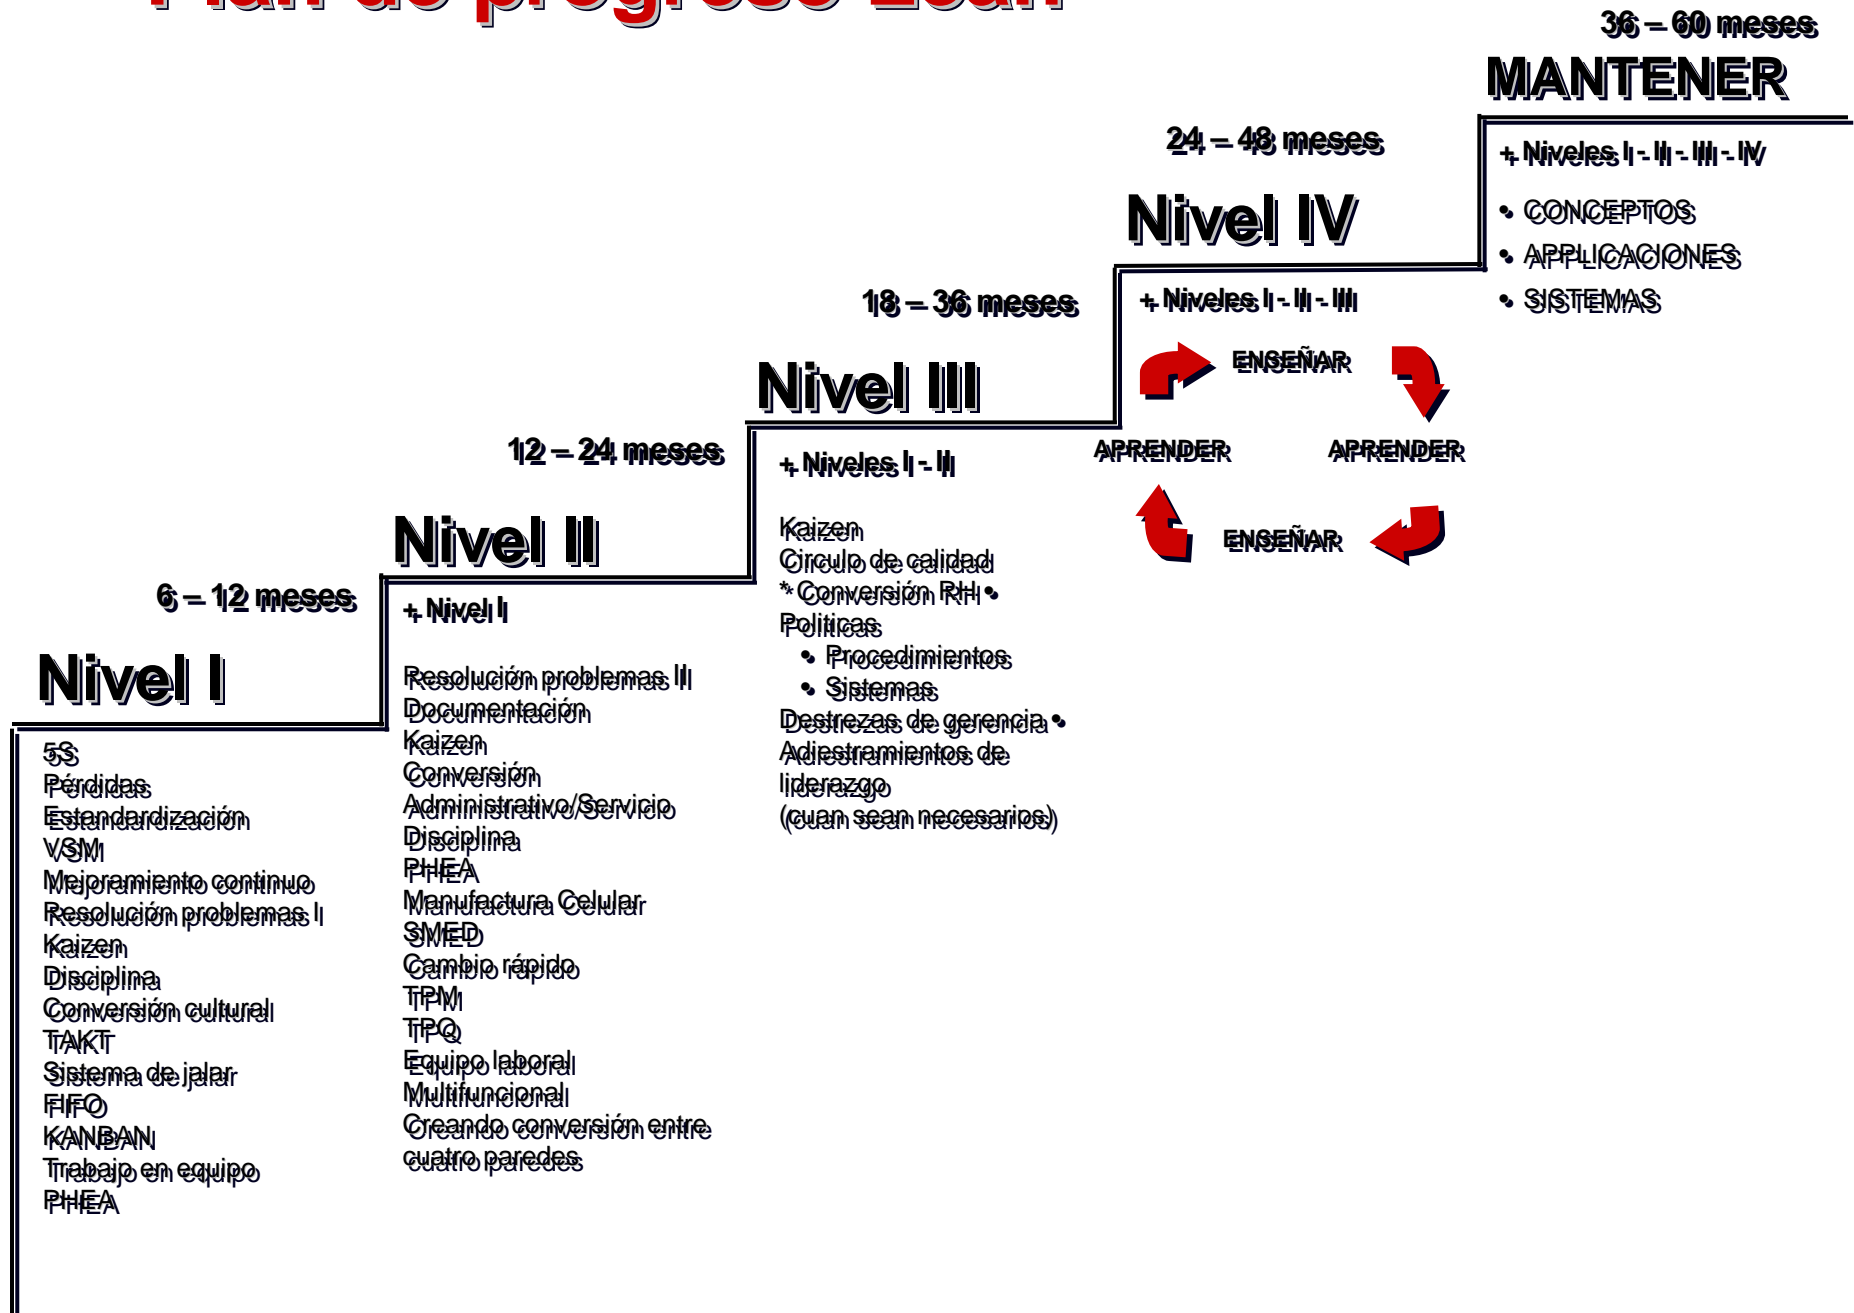 Plan de progreso Lean
36 – 60 meses
MANTENER
+ Niveles I - II - III - IV
• CONCEPTOS
• APPLICACIONES
• SISTEMAS
24 – 48 meses
Nivel IV
+ Niveles I - II - III
ENSEÑAR
APRENDER
APRENDER
ENSEÑAR
18 – 36 meses
Nivel III
+ Niveles I - II
Kaizen
Circulo de calidad
* Conversión RH •
Politicas
• Procedimientos
• Sistemas
Destrezas de gerencia •
Adiestramientos de
liderazgo
(cuan sean necesarios)
12 – 24 meses
Nivel II
+ Nivel I
Resolución problemas II
Documentación
Kaizen
Conversión
Administrativo/Servicio
Disciplina
PHEA
Manufactura Celular
SMED
Cambio rápido
TPM
TPQ
Equipo laboral
Multifuncional
Creando conversión entre
cuatro paredes
6 – 12 meses
Nivel I
5S
Pérdidas
Estandardización
VSM
Mejoramiento continuo
Resolución problemas I
Kaizen
Disciplina
Conversión cultural
TAKT
Sistema de jalar
FIFO
KANBAN
Trabajo en equipo
PHEA